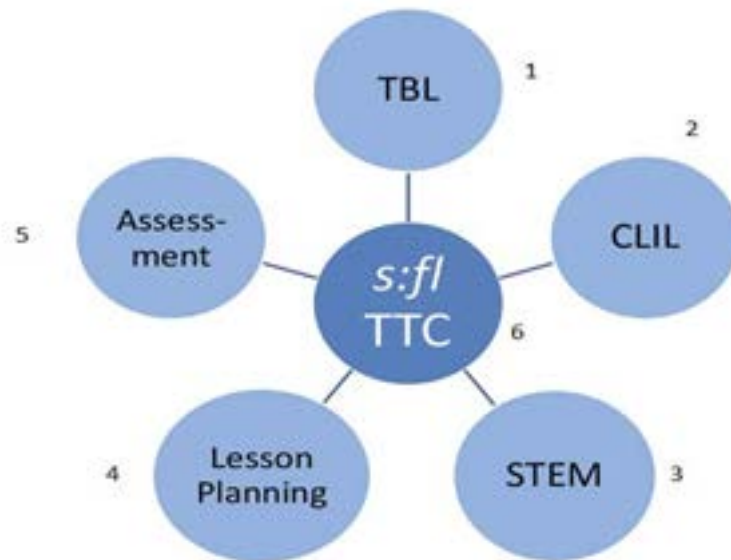 TBL
1
2
CLIL
Assess-
ment
5
s:fl
TTC
6
Lesson
Planning
4
STEM
3